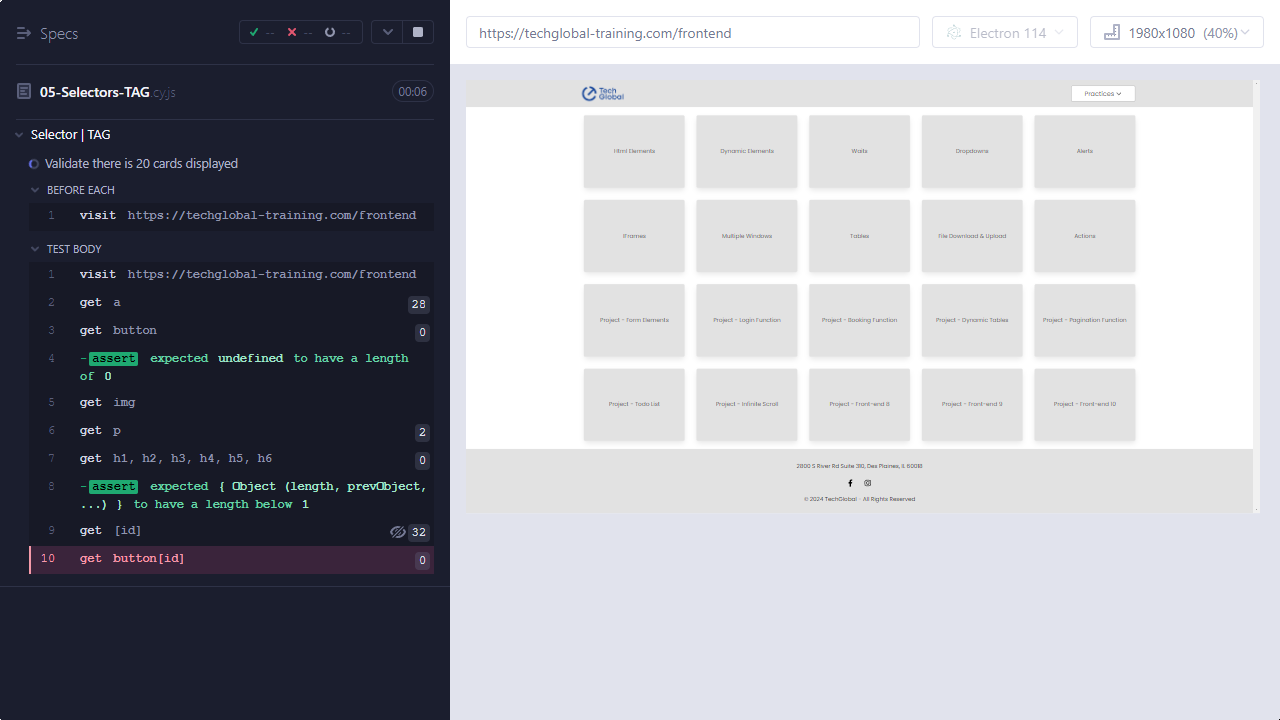 Specs
-- -- --
05-Selectors-TAG.cy.js
00:06
Selector | TAG
Validate there is 20 cards displayed
BEFORE EACH
1 visit https://techglobal-training.com/frontend
TEST BODY
1 visit https://techglobal-training.com/frontend
2 get a 28
3 get button 0
4 -assert expected undefined to have a length
of 0
5 get img
6 get p 2
7 get h1, h2, h3, h4, h5, h6 0
8 -assert expected { Object (length, prevObject,
...) } to have a length below 1
9 get [id] 32
10 get button[id] 0
https://techglobal-training.com/frontend
Electron 114
1980x1080 (40%)
Tech
Global
Practices
Html Elements
Dynamic Elements
Waits
Dropdowns
Alerts
IFrames
Multiple Windows
Tables
File Download & Upload
Actions
Project - Form Elements
Project - Login Function
Project - Booking Function
Project - Dynamic Tables
Project - Pagination Function
Project - Todo List
Project - Infinite Scroll
Project - Front-end 8
Project - Front-end 9
Project - Front-end 10
2800 S River Rd Suite 310, Des Plaines, IL 60018
© 2024 TechGlobal - All Rights Reserved